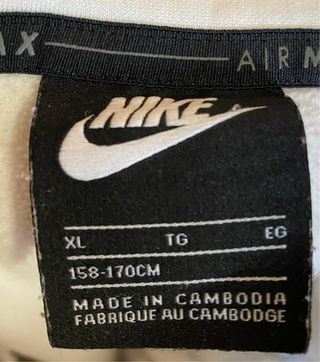 AX AIR M
NIKE
XL TG EG
158-170CM
MADE IN CAMBODIA
FABRIQUE AU CAMBODGE